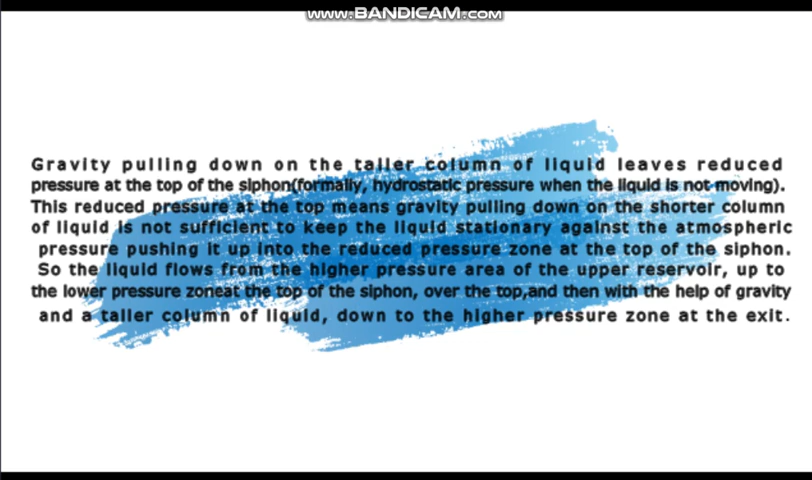 www.BANDICAM.com
Gravity pulling down on the taller column of liquid leaves reduced
pressure at the top of the siphon(formally, hydrostatic pressure when the liquid is not moving).
This reduced pressure at the top means gravity pulling down on the shorter column
of liquid is not sufficient to keep the liquid stationary against the atmospheric
pressure pushing it up into the reduced pressure zone at the top of the siphon.
So the liquid flows from the higher pressure area of the upper reservoir, up to
the lower pressure zoneat the top of the siphon, over the top,and then with the help of gravity
and a taller column of liquid, down to the higher pressure zone at the exit.